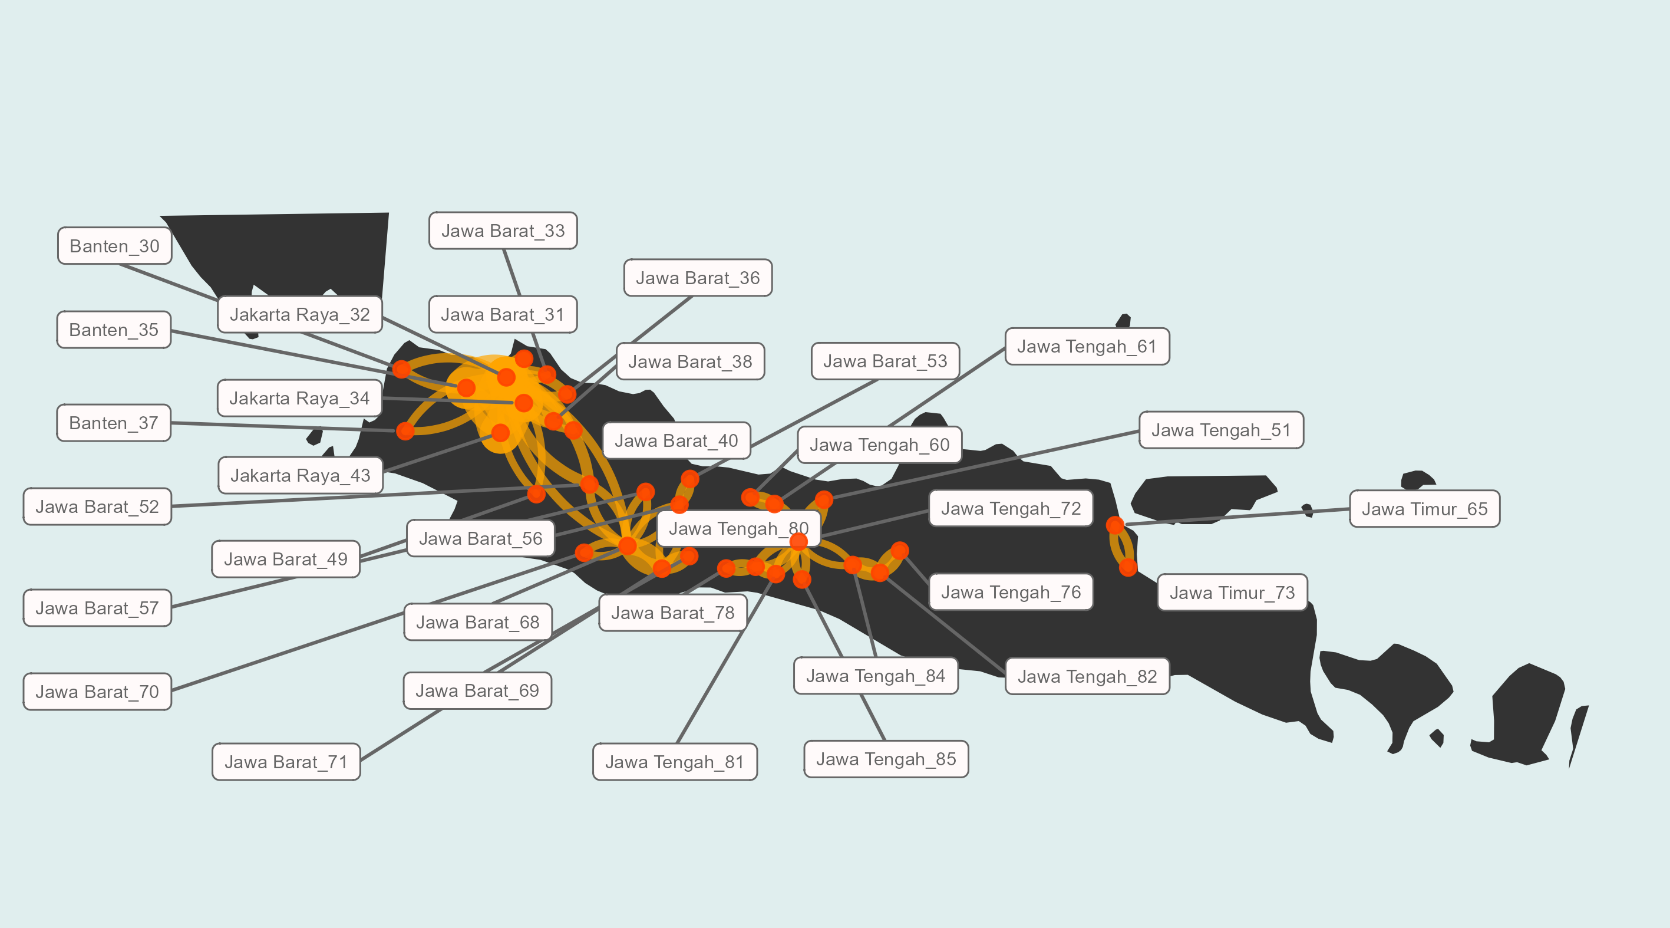 Jawa Barat_33
Banten_30
Jawa Barat_36
Jakarta Raya_32
Jawa Barat_31
Banten_35
Jawa Tengah_61
Jawa Barat_38
Jawa Barat_53
Jakarta Raya_34
Banten_37
Jawa Tengah_51
Jawa Barat_40
Jawa Tengah_60
Jakarta Raya_43
Jawa Barat_52
Jawa Tengah_72
Jawa Timur_65
Jawa Tengah_80
Jawa Barat_56
Jawa Barat_49
Jawa Tengah_76
Jawa Timur_73
Jawa Barat_57
Jawa Barat_78
Jawa Barat_68
Jawa Tengah_84
Jawa Tengah_82
Jawa Barat_70
Jawa Barat_69
Jawa Tengah_85
Jawa Barat_71
Jawa Tengah_81